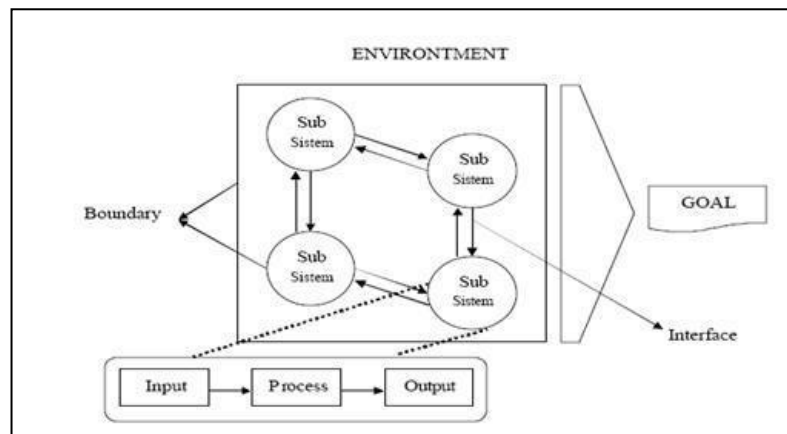 ENVIRONTMENT
Sub
Sistem
Sub
Sistem
Boundary
GOAL
Sub
Sistem
Sub
Sistem
Interface
Input
Process
Output